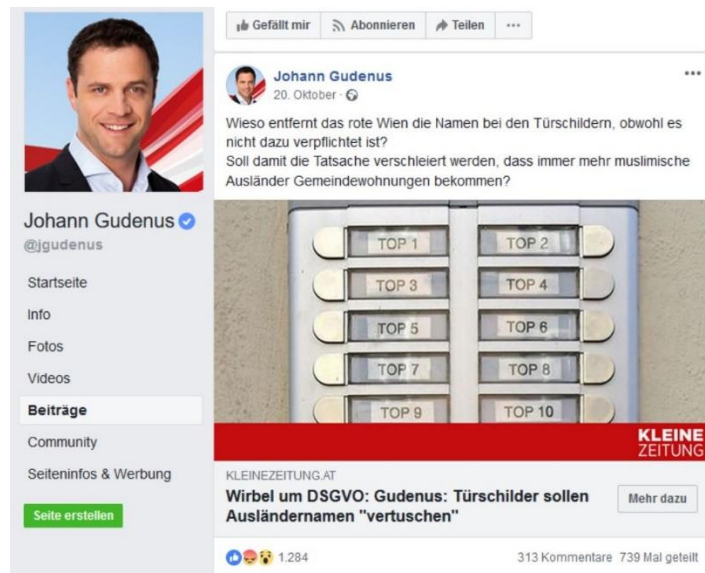 Gefällt mir
Abonnieren
Teilen
Johann Gudenus
20. Oktober
Wieso entfernt das rote Wien die Namen bei den Türschildern, obwohl es
nicht dazu verpflichtet ist?
Soll damit die Tatsache verschleiert werden, dass immer mehr muslimische
Ausländer Gemeindewohnungen bekommen?
Johann Gudenus
@jgudenus
Startseite
Info
Fotos
Videos
Beiträge
Community
Seiteninfos & Werbung
Seite erstellen
TOP 1
TOP 2
TOP 3
TOP 4
TOP 5
TOP 6
TOP 7
TOP 8
TOP 9
TOP 10
KLEINE
ZEITUNG
KLEINEZEITUNG.AT
Wirbel um DSGVO: Gudenus: Türschilder sollen
Ausländernamen "vertuschen"
Mehr dazu
1.284
313 Kommentare 739 Mal geteilt